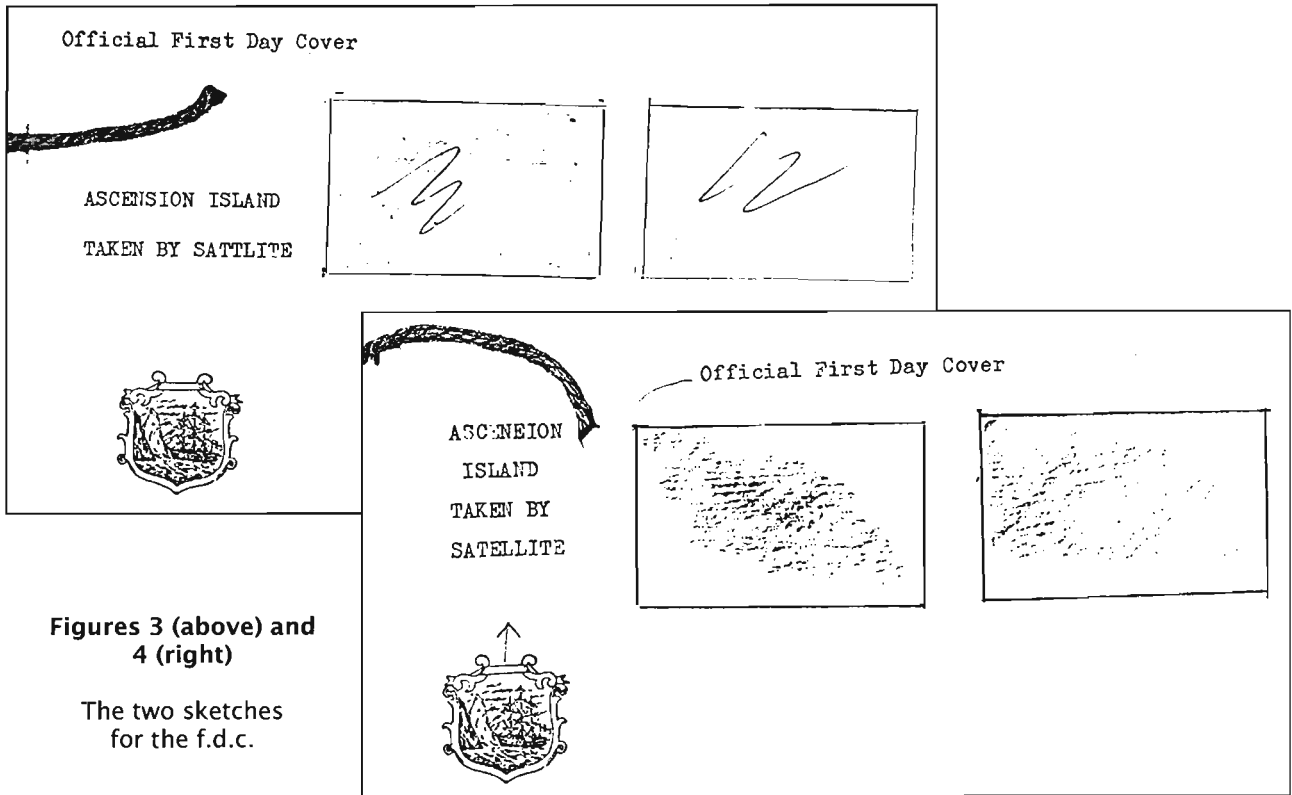 Official First Day Cover
ASCENSION ISLAND
TAKEN BY SATTLITE
Official First Day Cover
ASCENEION
ISLAND
TAKEN BY
SATELLITE
Figures 3 (above) and
4 (right)
The two sketches
for the f.d.c.